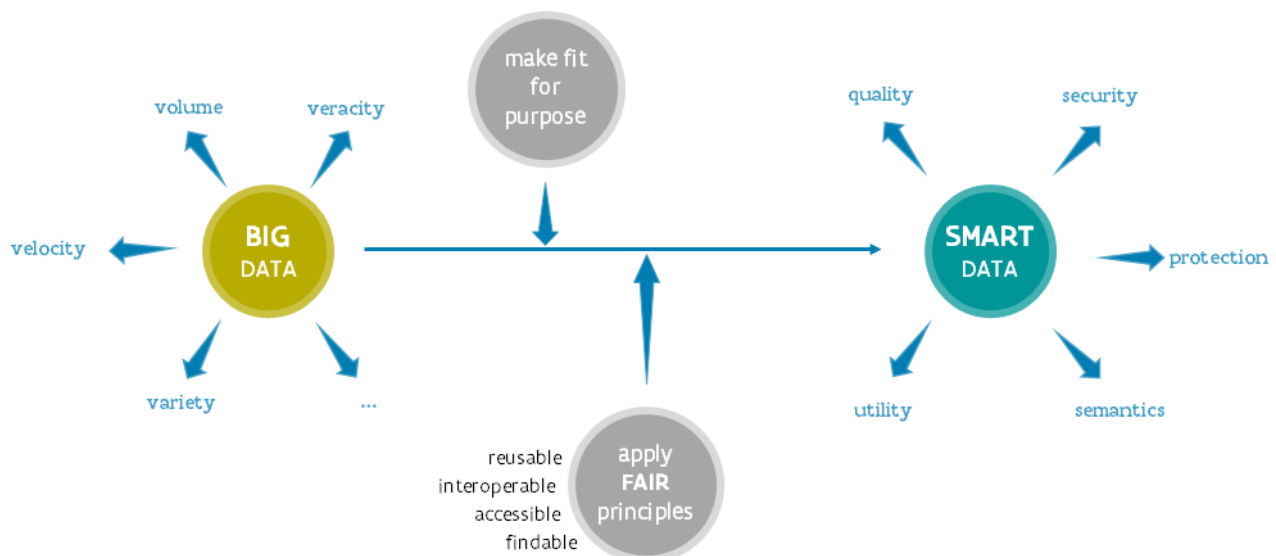 make fit
for
purpose
volume
veracity
velocity
BIG
DATA
variety
...
quality
security
SMART
DATA
protection
utility
semantics
reusable
interoperable
accessible
findable
apply
FAIR
principles